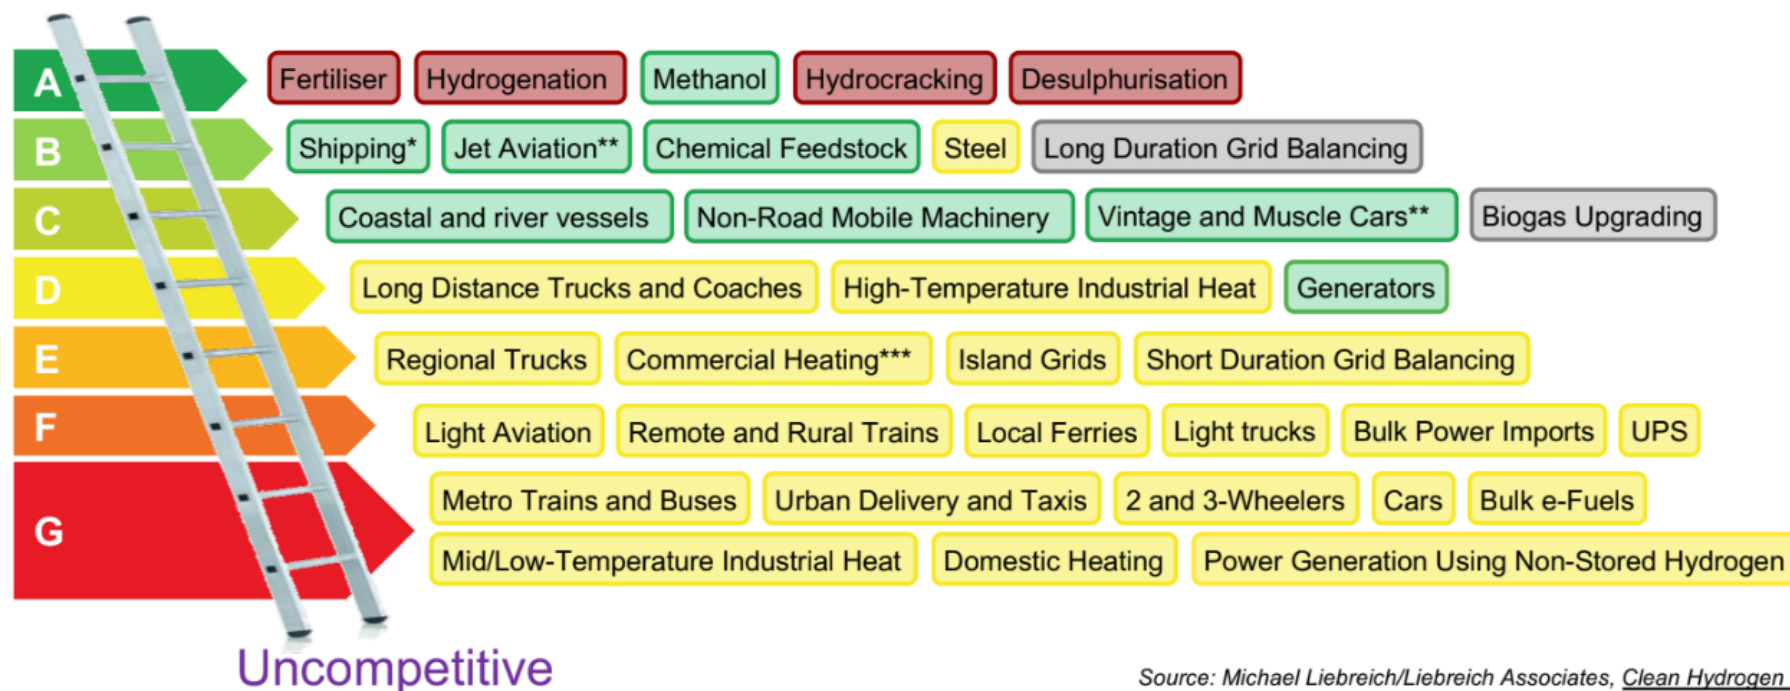 A Fertiliser Hydrogenation Methanol Hydrocracking Desulphurisation
B Shipping* Jet Aviation** Chemical Feedstock Steel Long Duration Grid Balancing
C Coastal and river vessels Non-Road Mobile Machinery Vintage and Muscle Cars** Biogas Upgrading
D Long Distance Trucks and Coaches High-Temperature Industrial Heat Generators
E Regional Trucks Commercial Heating*** Island Grids Short Duration Grid Balancing
F Light Aviation Remote and Rural Trains Local Ferries Light trucks Bulk Power Imports UPS
G Metro Trains and Buses Urban Delivery and Taxis 2 and 3-Wheelers Cars Bulk e-Fuels
Mid/Low-Temperature Industrial Heat Domestic Heating Power Generation Using Non-Stored Hydrogen
Uncompetitive
Source: Michael Liebreich/Liebreich Associates, Clean Hydrogen